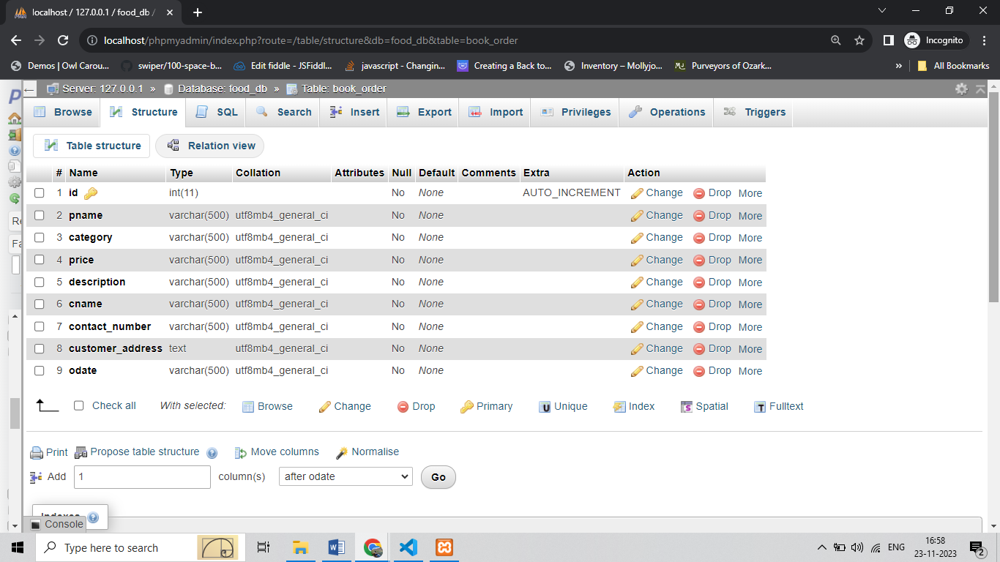 localhost / 127.0.0.1 / food_db /
localhost/phpmyadmin/index.php?route=/table/structure&db=food_db&table=book_order
Incognito
Demos | Owl Carou...
swiper/100-space-b...
Edit fiddle - JSFiddl...
javascript - Changin...
Creating a Back to...
Inventory – Mollyjo...
Purveyors of Ozark...
»
All Bookmarks
Server: 127.0.0.1 » Database: food_db » Table: book_order
Browse Structure SQL Search Insert Export Import Privileges Operations Triggers
Table structure Relation view
# Name Type Collation Attributes Null Default Comments Extra Action
1 id int(11) No None AUTO_INCREMENT Change Drop More
2 pname varchar(500) utf8mb4_general_ci No None Change Drop More
3 category varchar(500) utf8mb4_general_ci No None Change Drop More
4 price varchar(500) utf8mb4_general_ci No None Change Drop More
5 description varchar(500) utf8mb4_general_ci No None Change Drop More
6 cname varchar(500) utf8mb4_general_ci No None Change Drop More
7 contact_number varchar(500) utf8mb4_general_ci No None Change Drop More
8 customer_address text utf8mb4_general_ci No None Change Drop More
9 odate varchar(500) utf8mb4_general_ci No None Change Drop More
Re
Fa
Check all With selected: Browse Change Drop Primary Unique Index Spatial Fulltext
Print Propose table structure Move columns Normalise
Add 1 column(s) after odate Go
Indexes
Console
Type here to search
ENG
16:58
23-11-2023
2